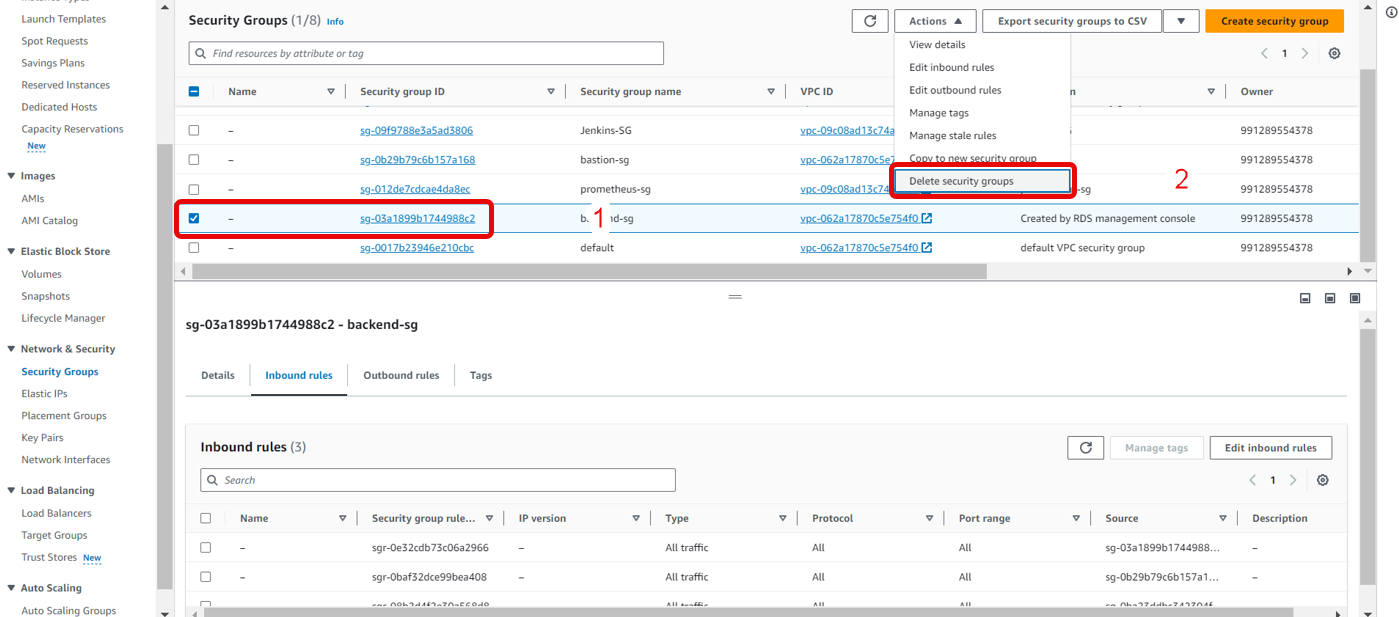 Launch Templates
Spot Requests
Savings Plans
Reserved Instances
Dedicated Hosts
Capacity Reservations
New
Images
AMIs
AMI Catalog
Elastic Block Store
Volumes
Snapshots
Lifecycle Manager
Network & Security
Security Groups
Elastic IPs
Placement Groups
Key Pairs
Network Interfaces
Load Balancing
Load Balancers
Target Groups
Trust Stores New
Auto Scaling
Auto Scaling Groups
Security Groups (1/8) Info
Actions
Export security groups to CSV
Create security group
Find resources by attribute or tag
1
View details
Edit inbound rules
Edit outbound rules
Manage tags
Manage stale rules
Copy to new security group
Delete security groups
2
Name Security group ID Security group name VPC ID n Owner
– sg-09f9788e3a5ad3806 Jenkins-SG vpc-09c08ad13c74a 991289554378
– sg-0b29b79c6b157a168 bastion-sg vpc-062a17870c5e7 991289554378
– sg-012de7cdcae4da8ec prometheus-sg vpc-09c08ad13c74 -sg 991289554378
– sg-03a1899b1744988c2 b 1 nd-sg vpc-062a17870c5e754f0 Created by RDS management console 991289554378
– sg-0017b23946e210cbc default vpc-062a17870c5e754f0 default VPC security group 991289554378
sg-03a1899b1744988c2 - backend-sg
Details Inbound rules Outbound rules Tags
Inbound rules (3)
Manage tags Edit inbound rules
Search
1
Name Security group rule... IP version Type Protocol Port range Source Description
– sgr-0e32cdb73c06a2966 – All traffic All All sg-03a1899b1744988... –
– sgr-0baf32dce99bea408 – All traffic All All sg-0b29b79c6b157a1... –
All traffic All All